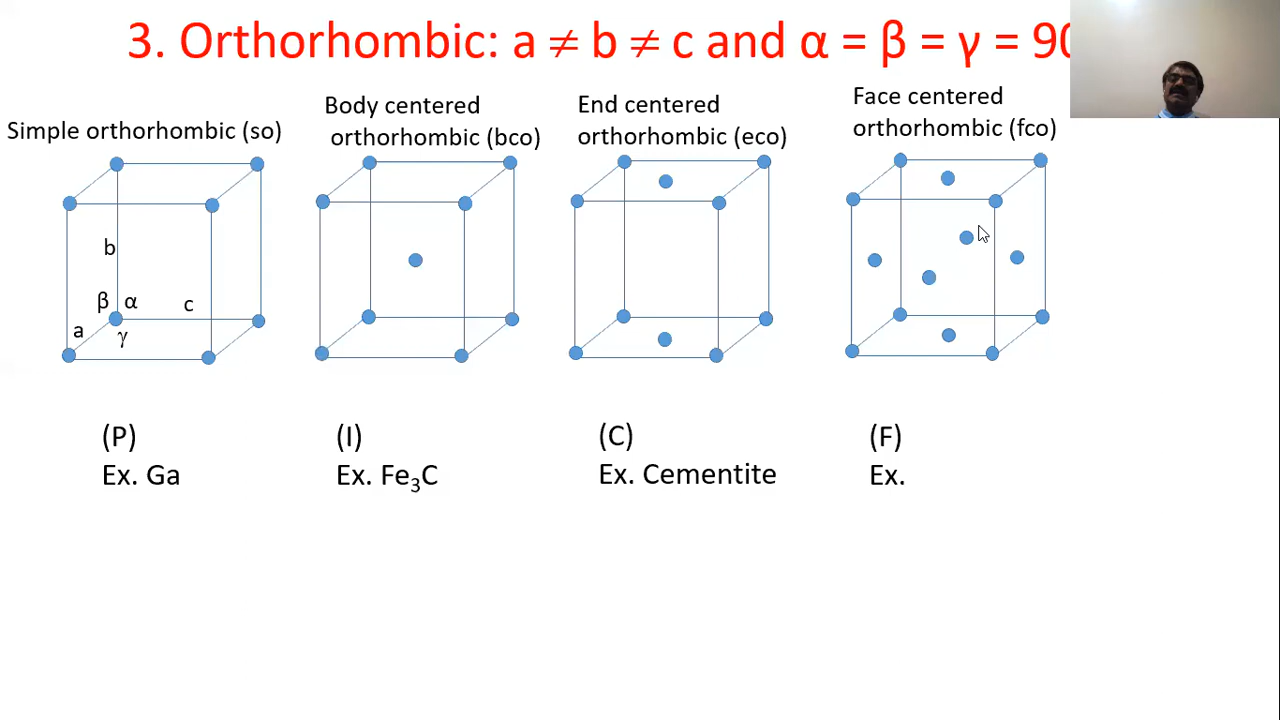 3. Orthorhombic: a ≠ b ≠ c and α = β = γ = 90
Simple orthorhombic (so)
Body centered
orthorhombic (bco)
End centered
orthorhombic (eco)
Face centered
orthorhombic (fco)
b
β α
c
a
γ
(P)
Ex. Ga
(I)
Ex. Fe₃C
(C)
Ex. Cementite
(F)
Ex.